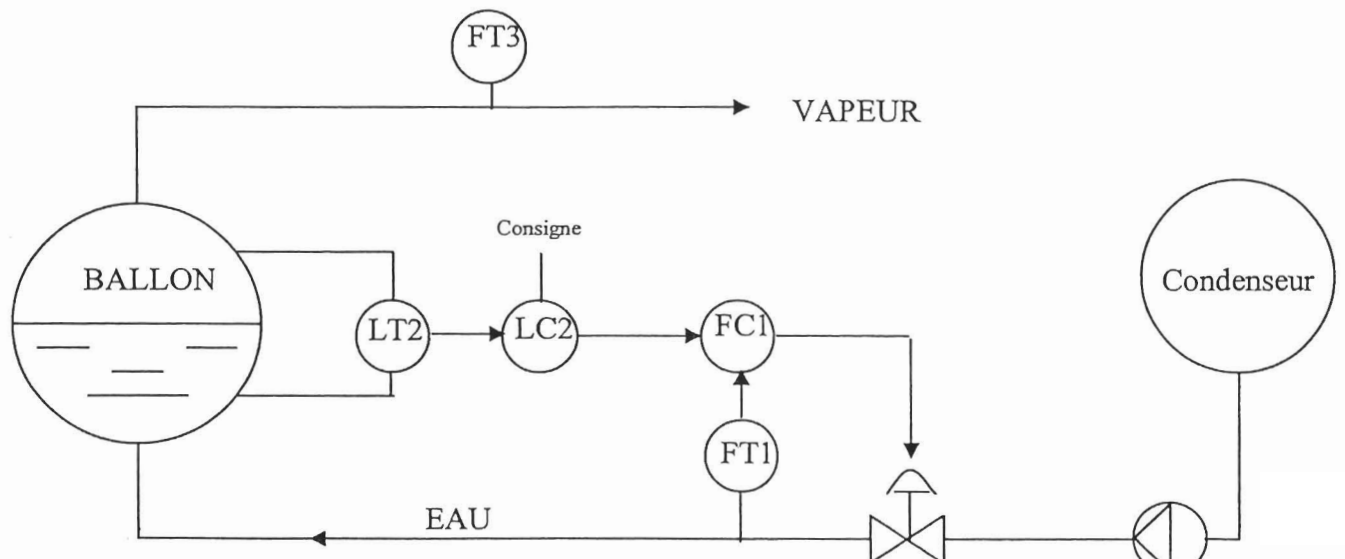 FT3
VAPEUR
Consigne
BALLON
Condenseur
LT2
LC2
FC1
FT1
EAU